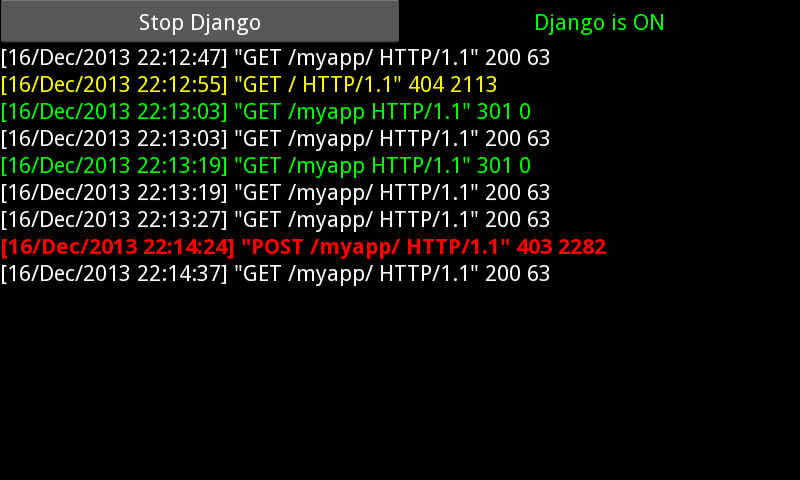 Stop Django
Django is ON
[16/Dec/2013 22:12:47] "GET /myapp/ HTTP/1.1" 200 63
[16/Dec/2013 22:12:55] "GET / HTTP/1.1" 404 2113
[16/Dec/2013 22:13:03] "GET /myapp HTTP/1.1" 301 0
[16/Dec/2013 22:13:03] "GET /myapp/ HTTP/1.1" 200 63
[16/Dec/2013 22:13:19] "GET /myapp HTTP/1.1" 301 0
[16/Dec/2013 22:13:19] "GET /myapp/ HTTP/1.1" 200 63
[16/Dec/2013 22:13:27] "GET /myapp/ HTTP/1.1" 200 63
[16/Dec/2013 22:14:24] "POST /myapp/ HTTP/1.1" 403 2282
[16/Dec/2013 22:14:37] "GET /myapp/ HTTP/1.1" 200 63